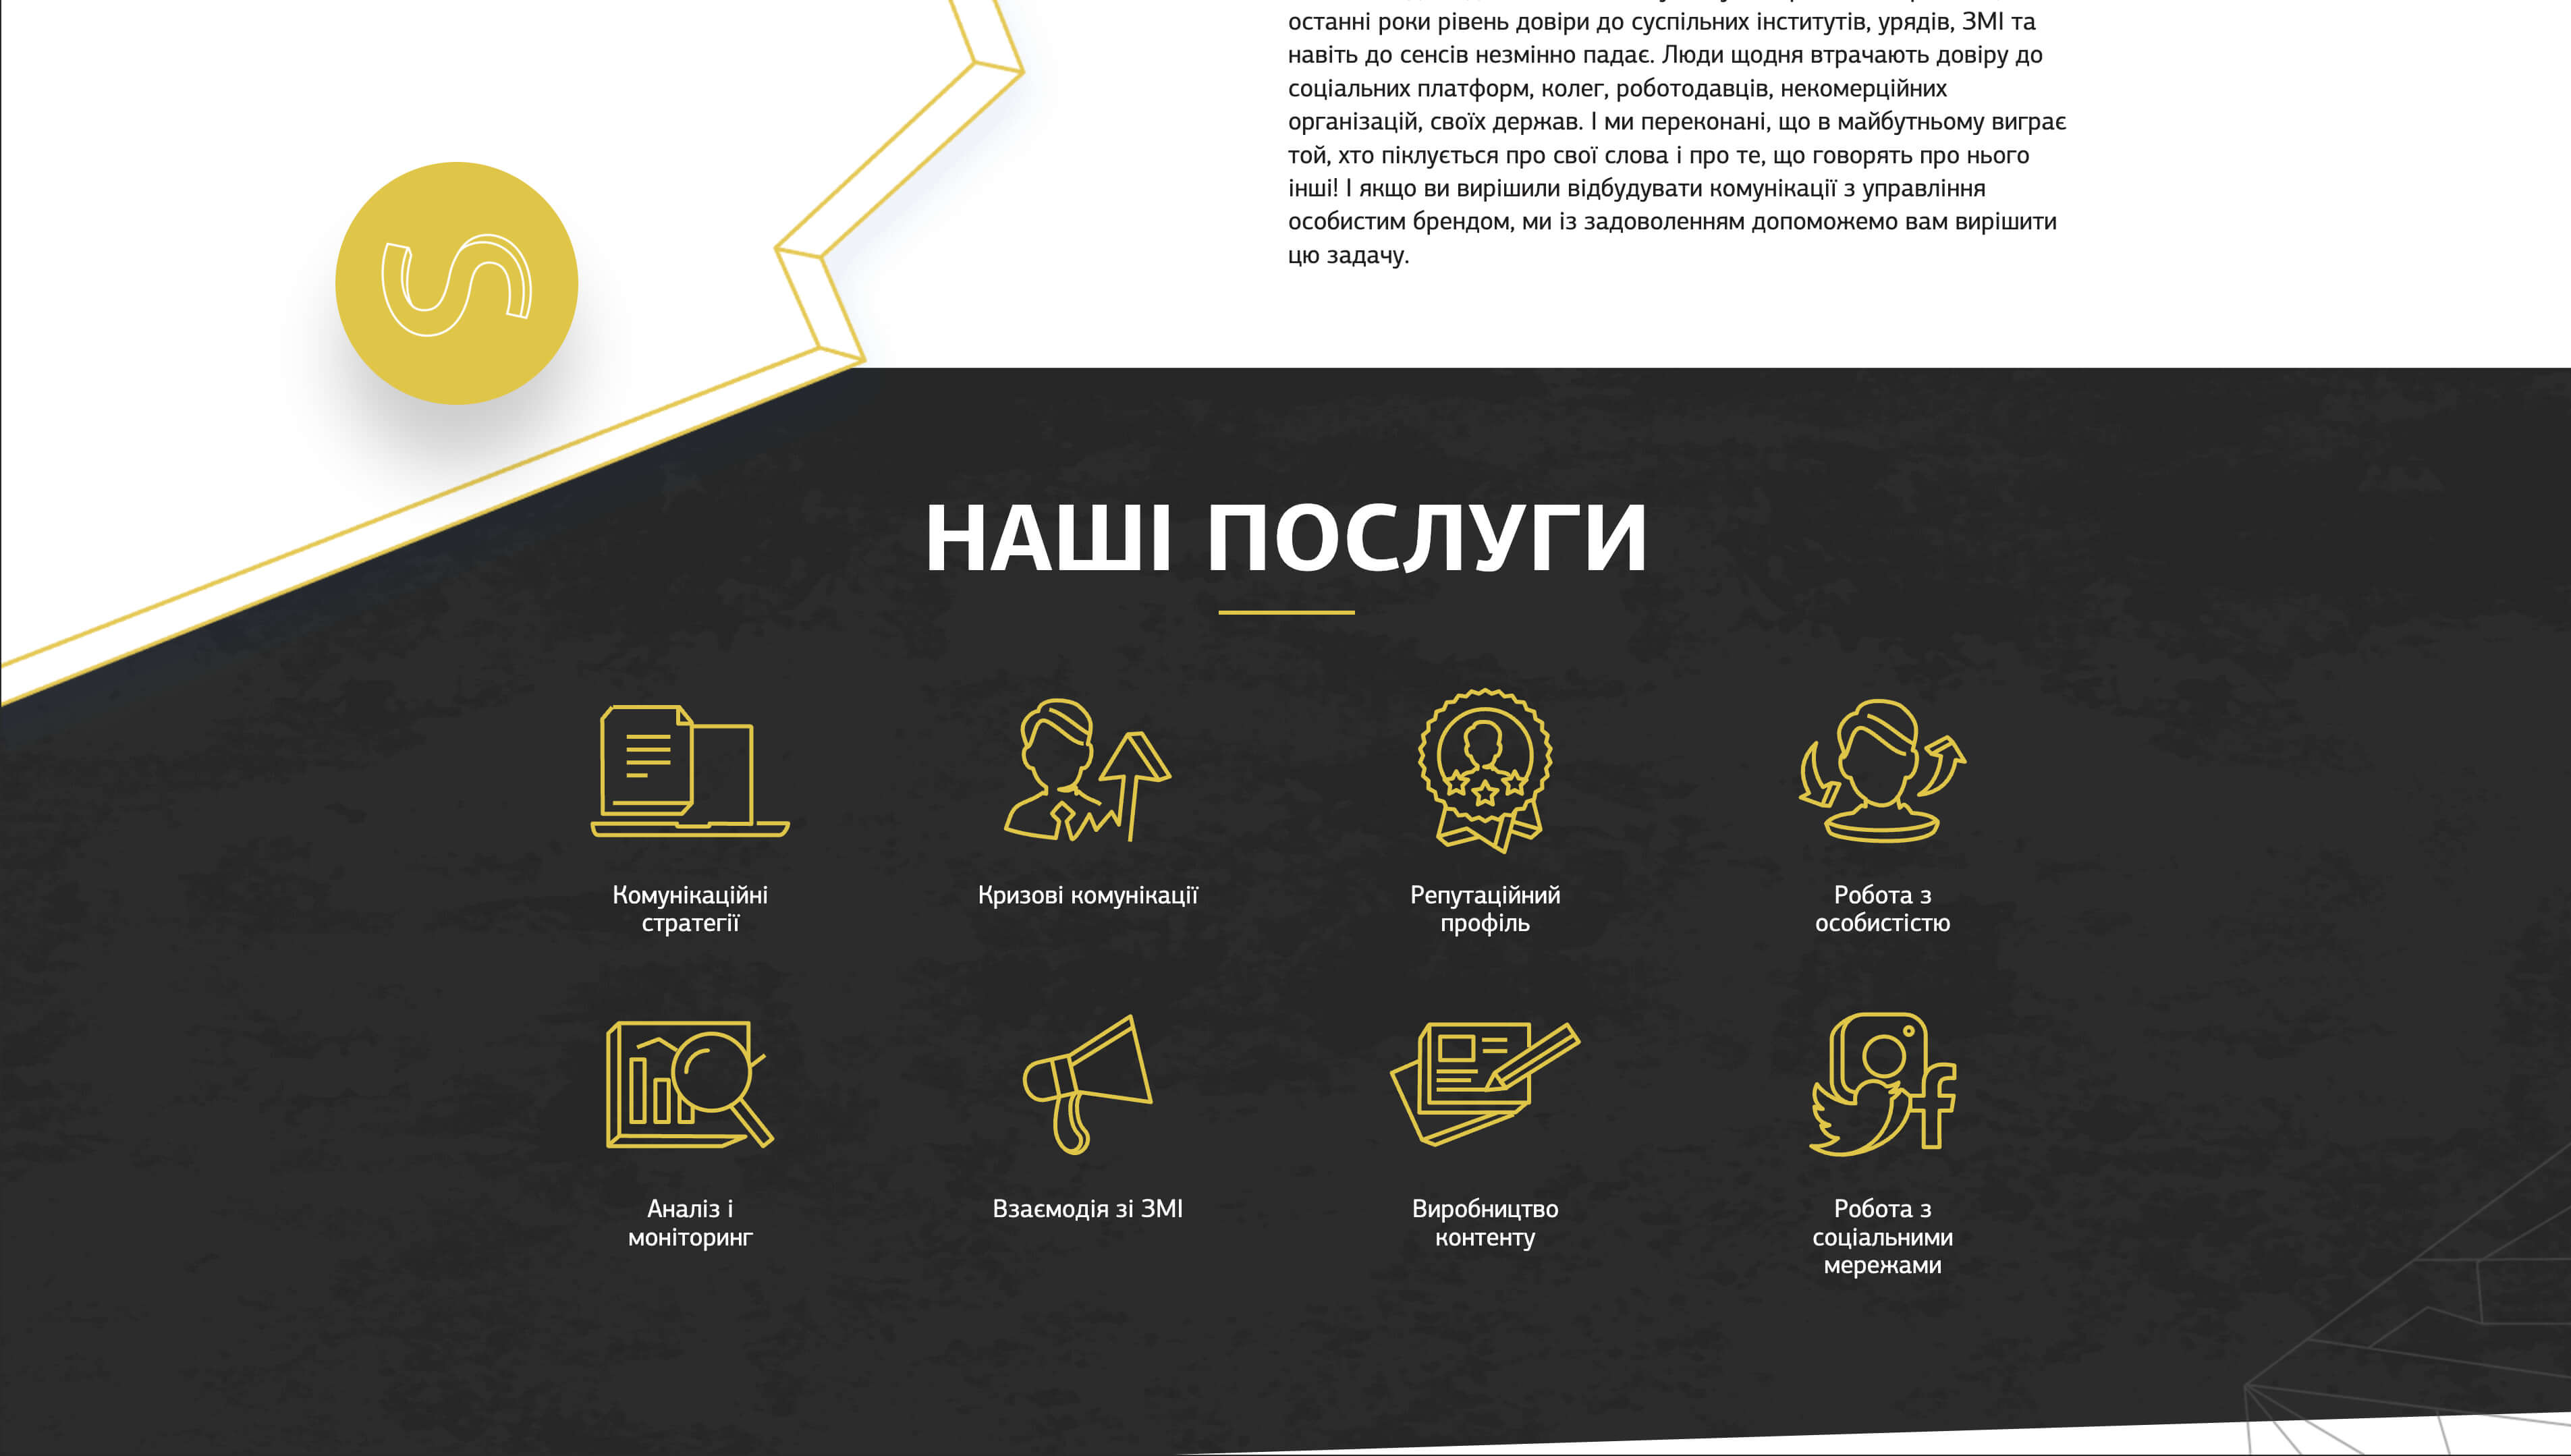 останні роки рівень довіри до суспільних інститутів, урядів, ЗМІ та
навіть до сенсів незмінно падає. Люди щодня втрачають довіру до
соціальних платформ, колег, роботодавців, некомерційних
організацій, своїх держав. І ми переконані, що в майбутньому виграє
той, хто піклується про свої слова і про те, що говорять про нього
інші! І якщо ви вирішили відбудувати комунікації з управління
особистим брендом, ми із задоволенням допоможемо вам вирішити
цю задачу.
S
НАШІ ПОСЛУГИ
Комунікаційні
стратегії
Кризові комунікації
Репутаційний
профіль
Робота з
особистістю
Аналіз і
моніторинг
Взаємодія зі ЗМІ
Виробництво
контенту
Робота з
соціальними
мережами